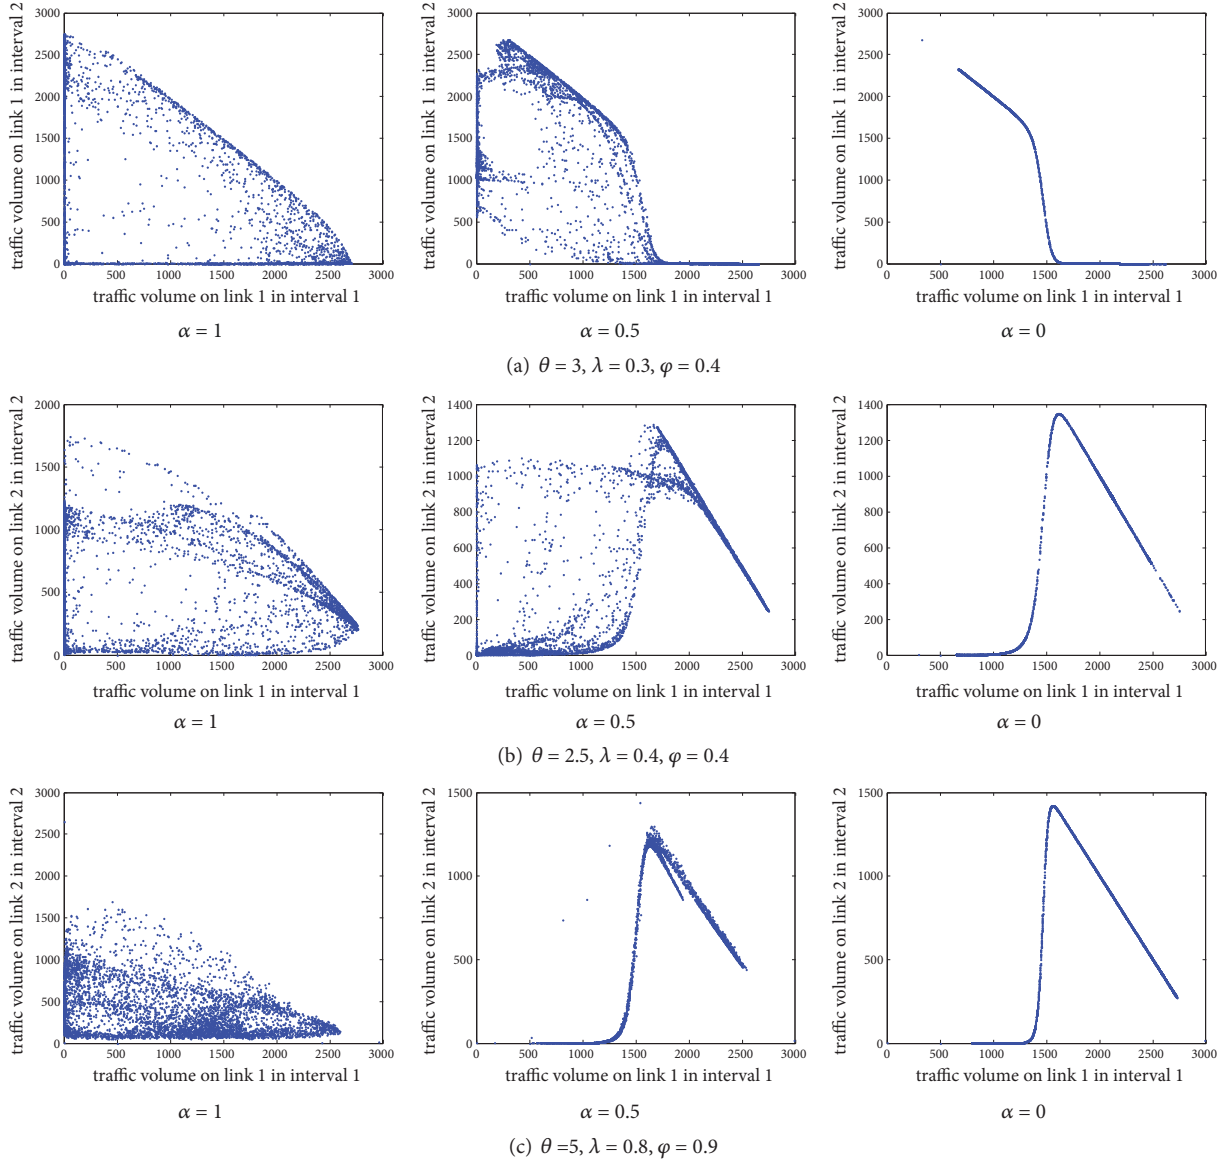 traffic volume on link 1 in interval 2
3000
2500
2000
1500
1000
500
0
0 500 1000 1500 2000 2500 3000
traffic volume on link 1 in interval 1
α = 1
traffic volume on link 1 in interval 2
3000
2500
2000
1500
1000
500
0
0 500 1000 1500 2000 2500 3000
traffic volume on link 1 in interval 1
α = 0.5
traffic volume on link 1 in interval 2
3000
2500
2000
1500
1000
500
0
0 500 1000 1500 2000 2500 3000
traffic volume on link 1 in interval 1
α = 0
(a) θ = 3, λ = 0.3, φ = 0.4
traffic volume on link 2 in interval 2
2000
1500
1000
500
0
0 500 1000 1500 2000 2500 3000
traffic volume on link 1 in interval 1
α = 1
traffic volume on link 2 in interval 2
1400
1200
1000
800
600
400
200
0
0 500 1000 1500 2000 2500 3000
traffic volume on link 1 in interval 1
α = 0.5
traffic volume on link 2 in interval 2
1400
1200
1000
800
600
400
200
0
0 500 1000 1500 2000 2500 3000
traffic volume on link 1 in interval 1
α = 0
(b) θ = 2.5, λ = 0.4, φ = 0.4
traffic volume on link 2 in interval 2
3000
2500
2000
1500
1000
500
0
0 500 1000 1500 2000 2500 3000
traffic volume on link 1 in interval 1
α = 1
traffic volume on link 2 in interval 2
1500
1000
500
0
0 500 1000 1500 2000 2500 3000
traffic volume on link 1 in interval 1
α = 0.5
traffic volume on link 2 in interval 2
1500
1000
500
0
0 500 1000 1500 2000 2500 3000
traffic volume on link 1 in interval 1
α = 0
(c) θ =5, λ = 0.8, φ = 0.9